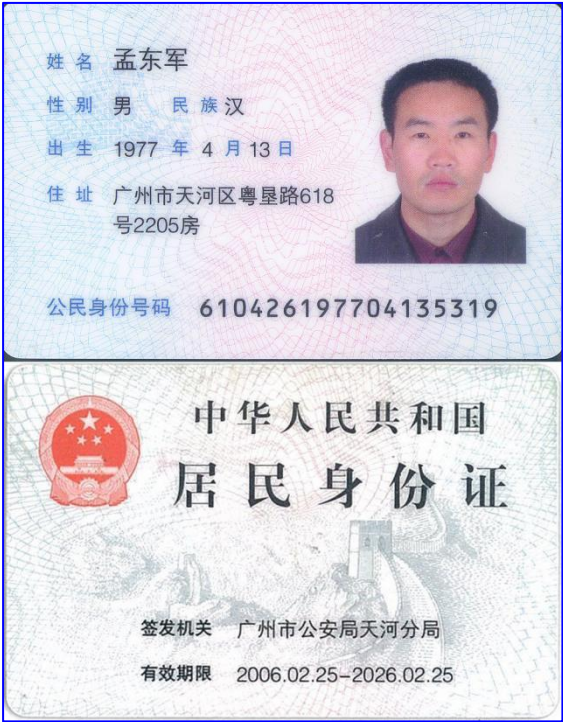 姓名 孟东军
性别 男 民族 汉
出生 1977 年 4 月 13 日
住址 广州市天河区粤垦路618
号2205房
公民身份号码 610426197704135319
中华人民共和国
居民身份证
签发机关 广州市公安局天河分局
有效期限 2006.02.25-2026.02.25